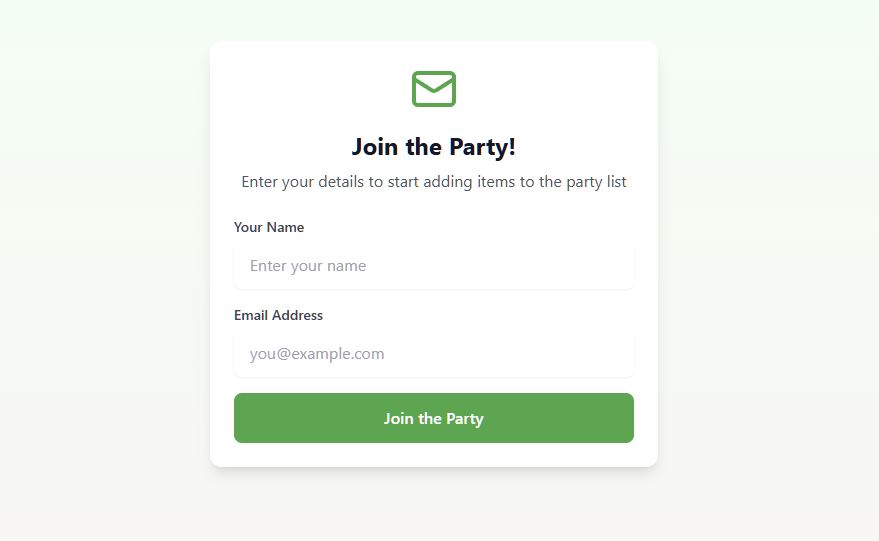 Join the Party!
Enter your details to start adding items to the party list
Your Name
Enter your name
Email Address
you@example.com
Join the Party